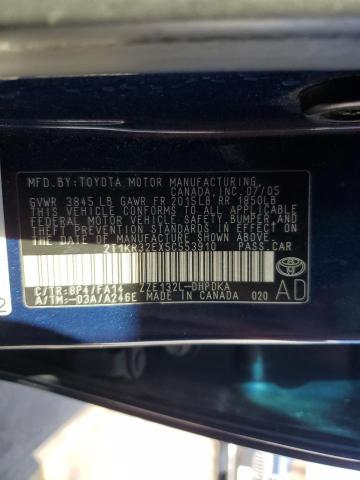 MFD.BY:TOYOTA MOTOR MANUFACTURING
CANADA.INC.07/05
GVWR 3845 LB GAWR FR 2015LB RR 1850LB
THIS VEHICLE CONFORMS TO ALL APPLICABLE
FEDERAL MOTOR VEHICLE SAFETY,BUMPER,AND
THEFT PREVENTION STANDARDS IN EFFECT ON
THE DATE OF MANUFACTURE SHOWN ABOVE.
PASS.CAR
C/TR:8P4/FA14 ZZE132L-DHPDKA
A/TM:-03A/A246E MADE IN CANADA 020
AD